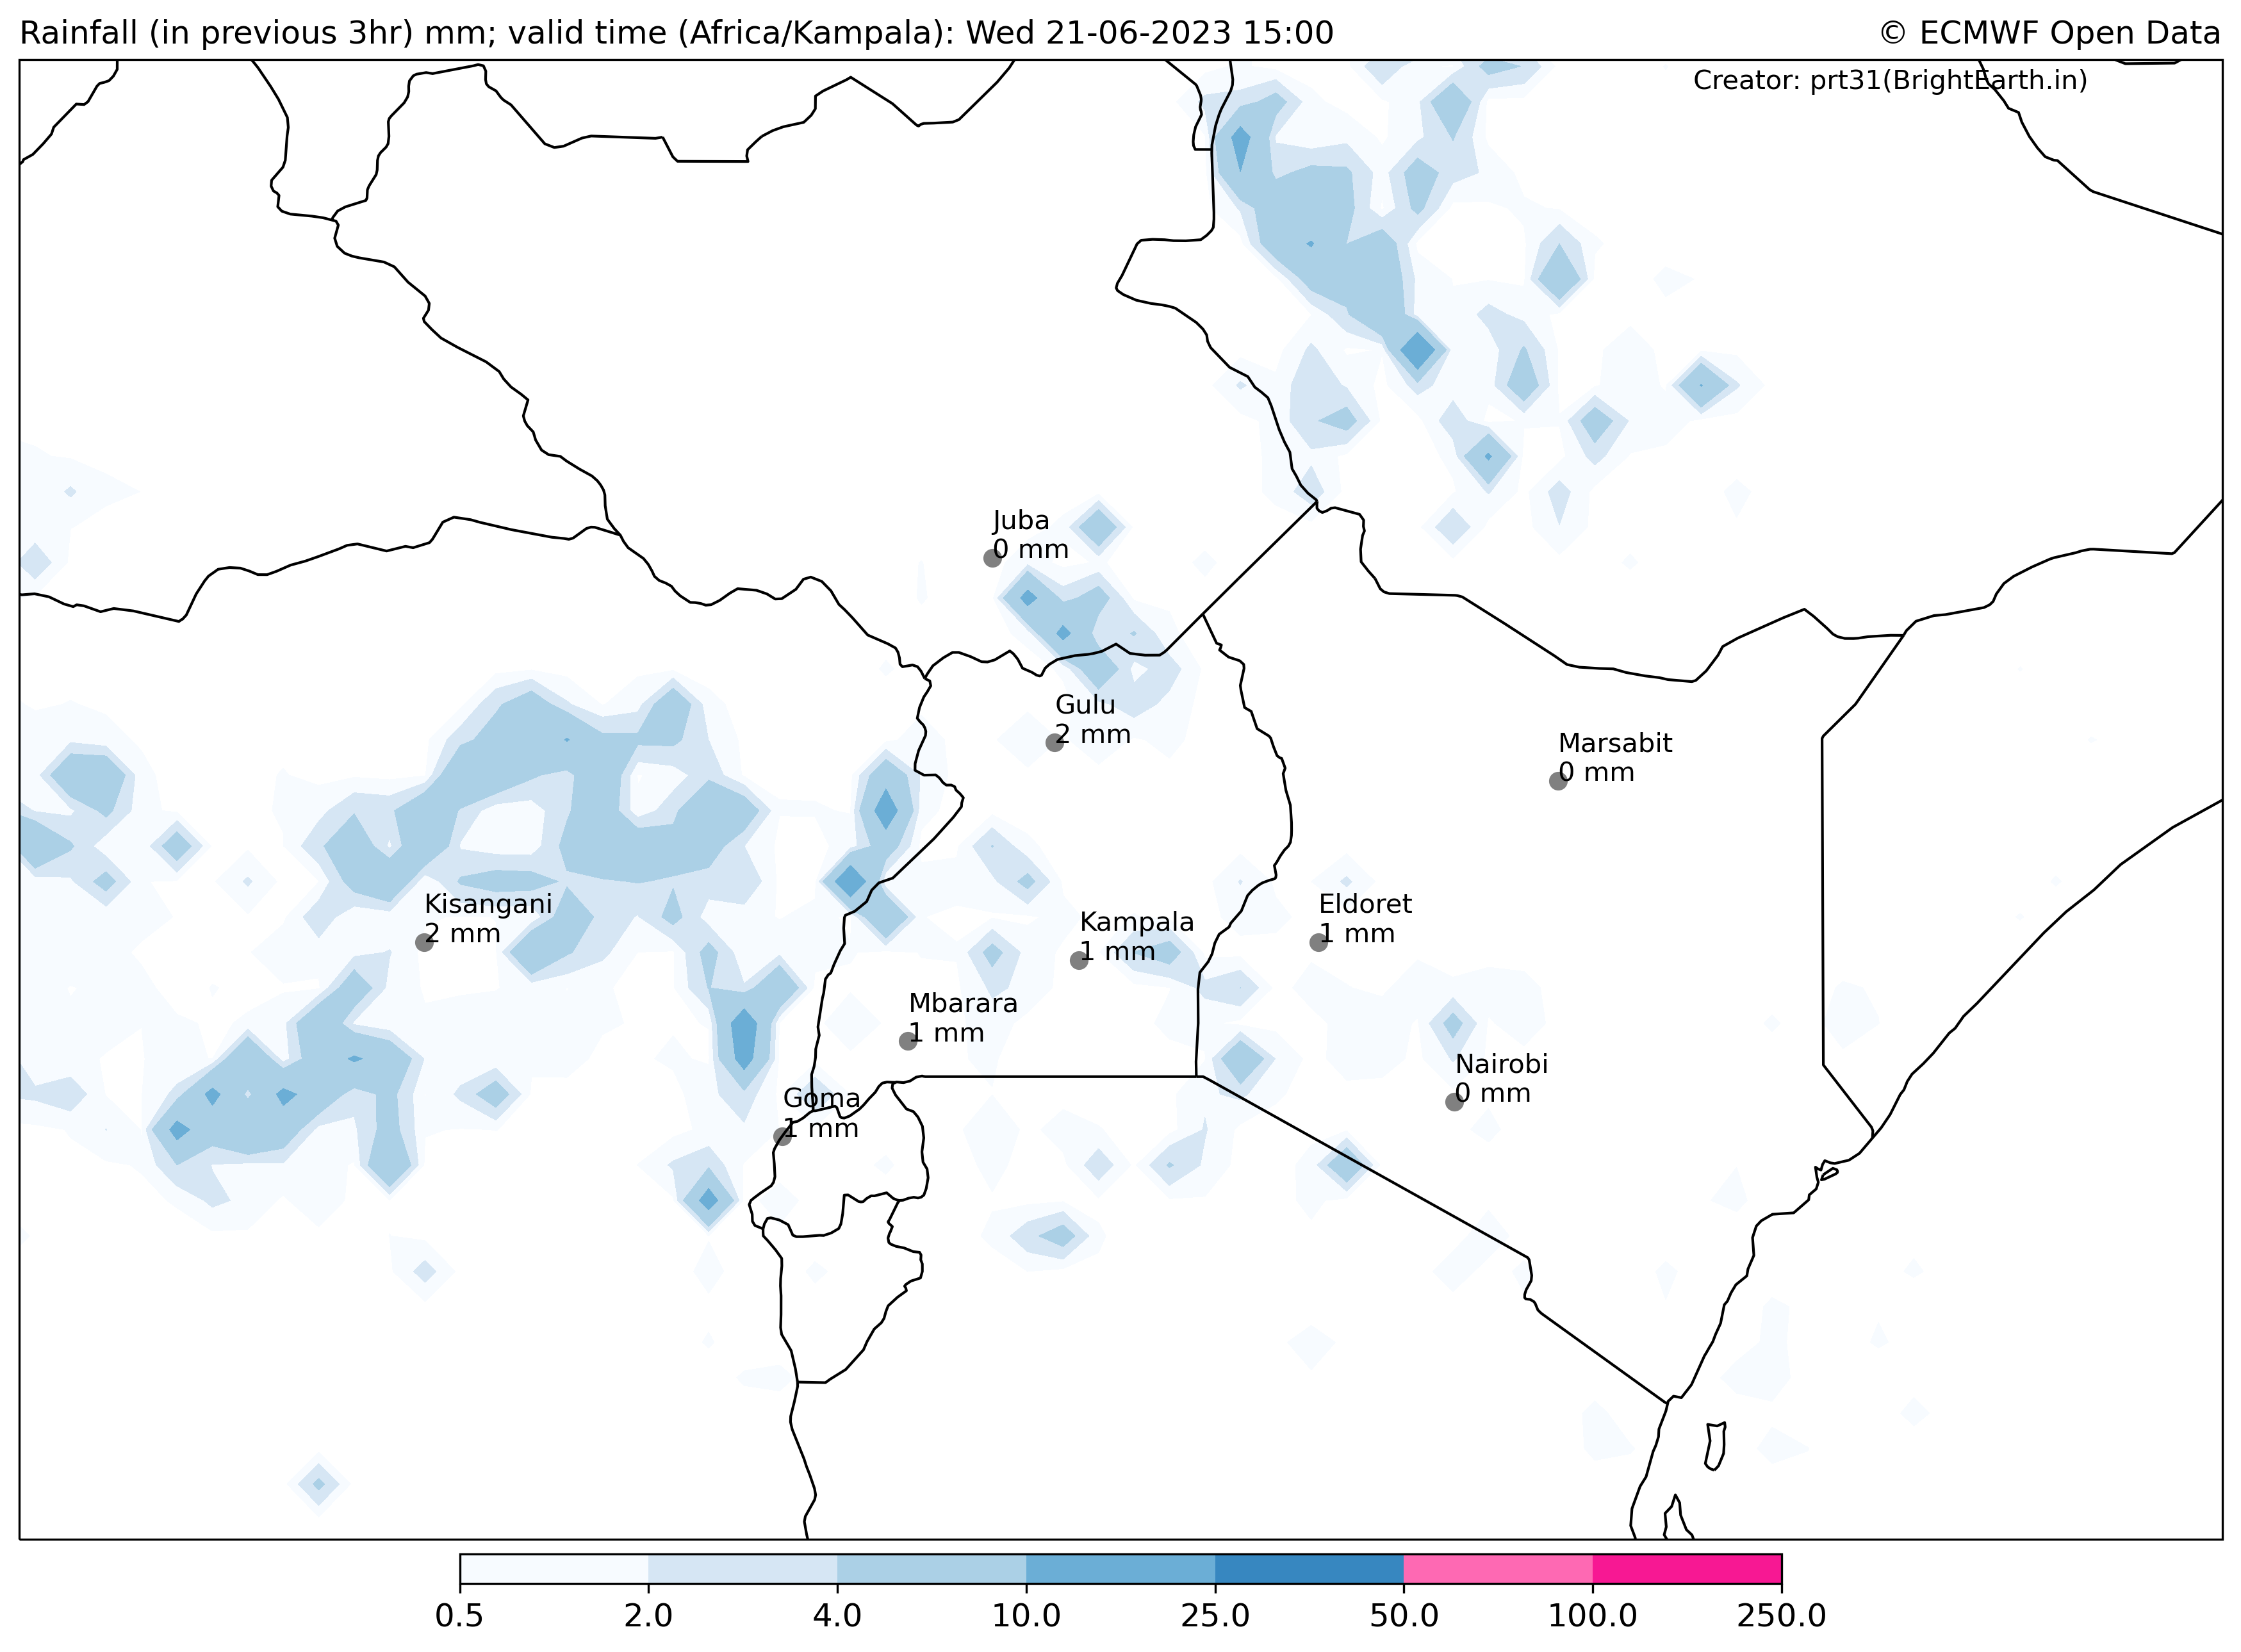 Rainfall (in previous 3hr) mm; valid time (Africa/Kampala): Wed 21-06-2023 15:00
© ECMWF Open Data
Creator: prt31(BrightEarth.in)
Juba
0 mm
Gulu
2 mm
Marsabit
0 mm
Kisangani
2 mm
Eldoret
1 mm
Kampala
1 mm
Mbarara
1 mm
Nairobi
0 mm
Goma
1 mm
0.5 2.0 4.0 10.0 25.0 50.0 100.0 250.0